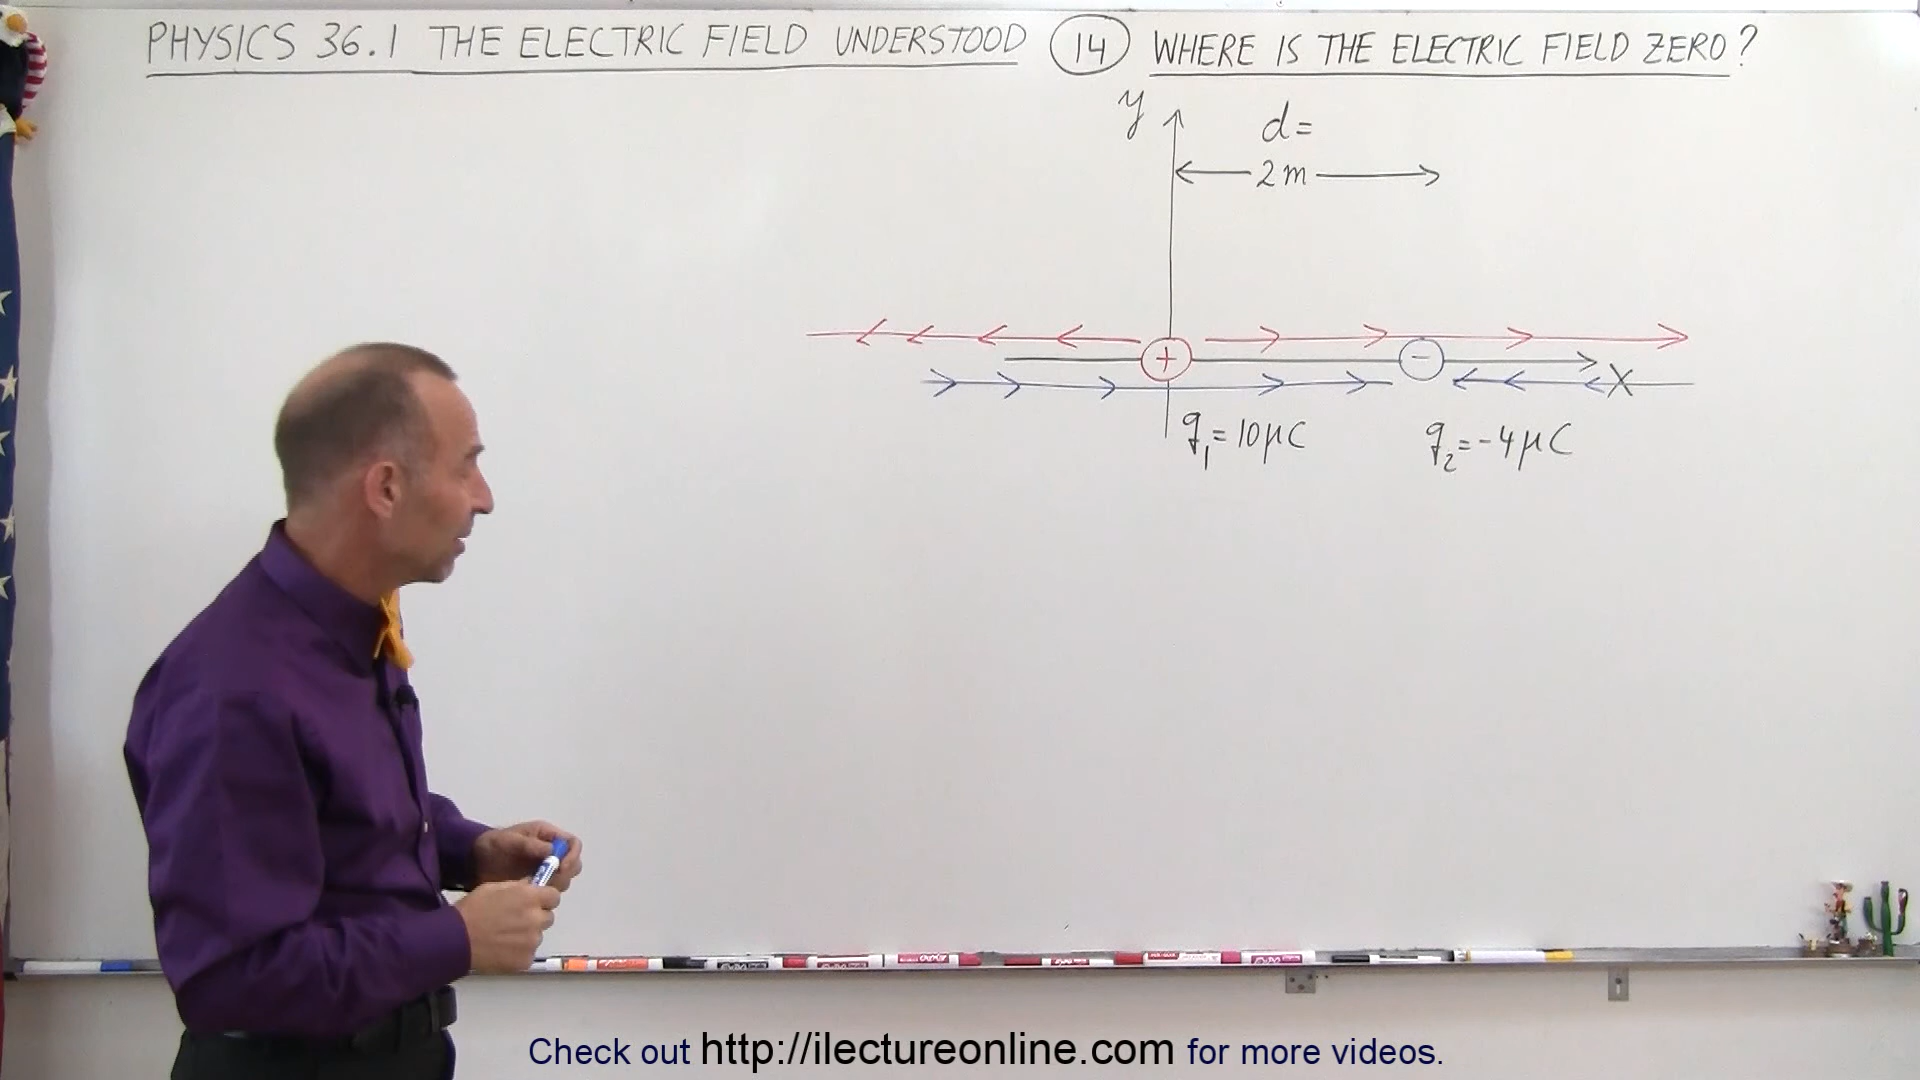 PHYSICS 36.1 THE ELECTRIC FIELD UNDERSTOOD 14 WHERE IS THE ELECTRIC FIELD ZERO?
y
d=
2m
+ −
X
q₁=10μC q₂=-4μC
Check out http://ilectureonline.com for more videos.